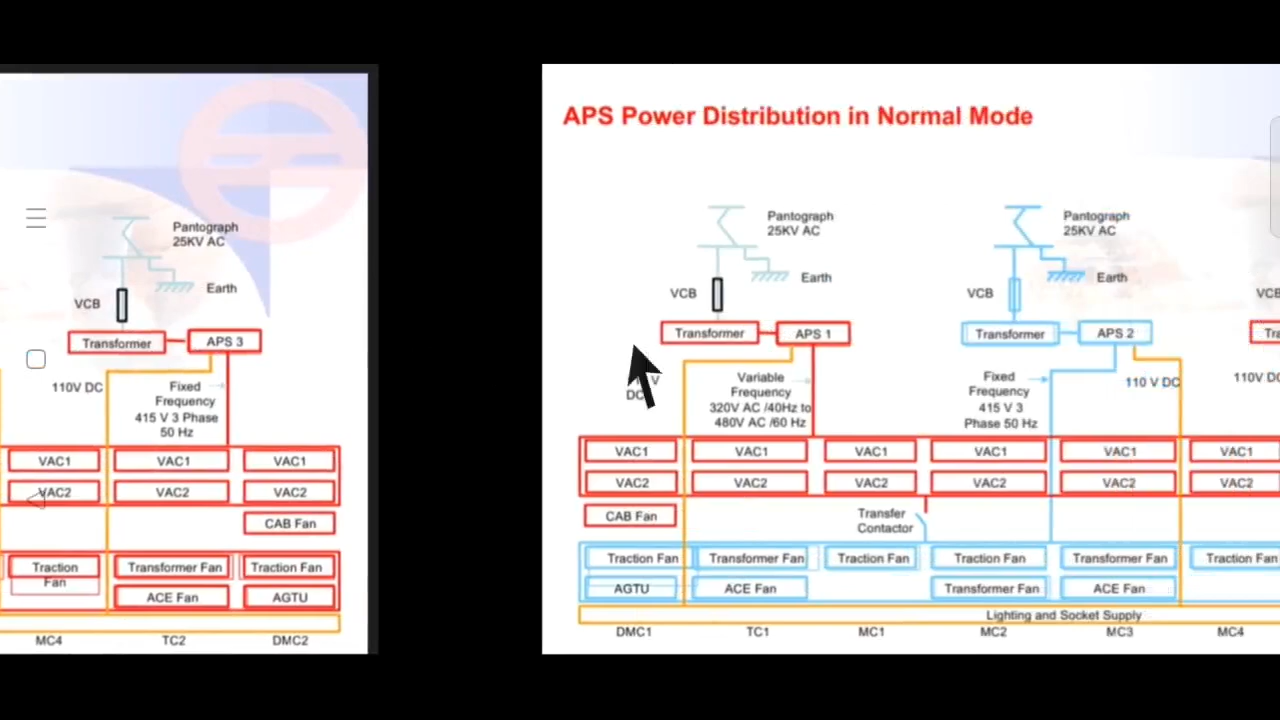 Pantograph
25KV AC
Earth
VCB
Transformer
APS 3
110V DC
Fixed
Frequency
415 V 3 Phase
50 Hz
VAC1 VAC1 VAC1
VAC2 VAC2 VAC2
CAB Fan
Traction Fan Transformer Fan Traction Fan
ACE Fan AGTU
MC4 TC2 DMC2
APS Power Distribution in Normal Mode
Pantograph
25KV AC
Pantograph
25KV AC
Earth
Earth
VCB
VCB
VCB
Transformer
APS 1
Transformer
APS 2
V
DC
Variable
Frequency
320V AC /40Hz to
480V AC /60 Hz
Fixed
Frequency
415 V 3
Phase 50 Hz
110 V DC
110V DC
VAC1 VAC1 VAC1 VAC1 VAC1 VAC1
VAC2 VAC2 VAC2 VAC2 VAC2 VAC2
CAB Fan
Transfer
Contactor
Traction Fan Transformer Fan Traction Fan Traction Fan Transformer Fan Traction Fan
AGTU ACE Fan Transformer Fan ACE Fan
Lighting and Socket Supply
DMC1 TC1 MC1 MC2 MC3 MC4